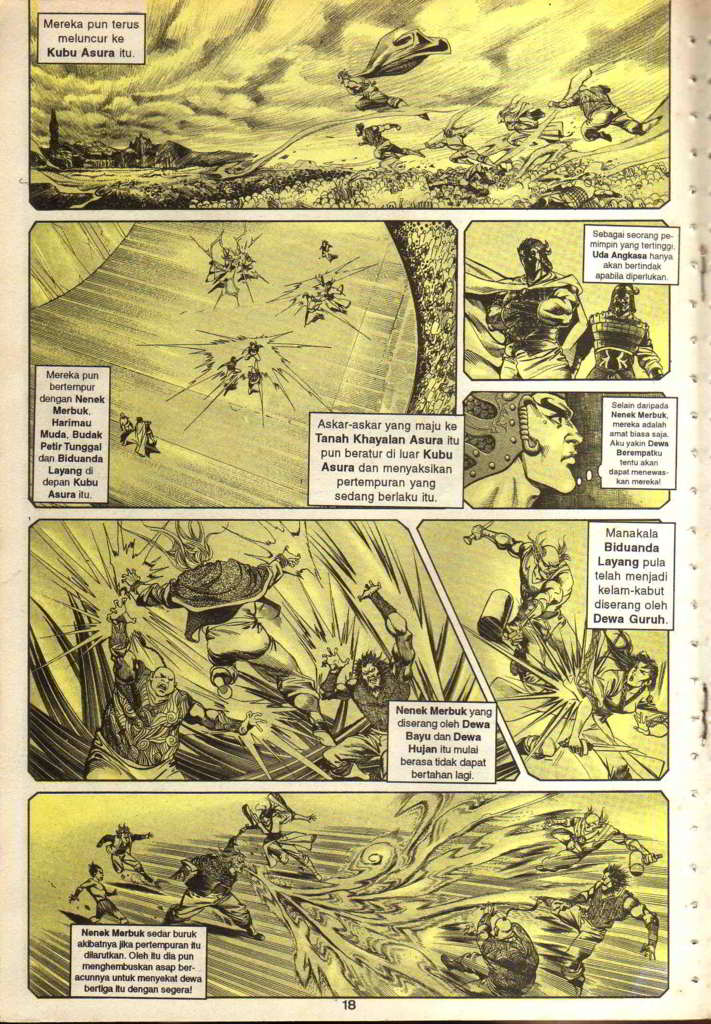 Mereka pun terus
meluncur ke
Kubu Asura itu.
Mereka pun
bertempur
dengan Nenek
Merbuk,
Harimau
Muda, Budak
Petir Tunggal
dan Biduanda
Layang di
depan Kubu
Asura itu.
Askar-askar yang maju ke
Tanah Khayalan Asura itu
pun beratur di luar Kubu
Asura dan menyaksikan
pertempuran yang
sedang berlaku itu.
Sebagai seorang pe-
mimpin yang tertinggi,
Uda Angkasa hanya
akan bertindak
apabila diperlukan.
Selain daripada
Nenek Merbuk,
mereka adalah
amat biasa saja.
Aku yakin Dewa
Berempatku
tentu akan
dapat menewas-
kan mereka!
Nenek Merbuk yang
diserang oleh Dewa
Bayu dan Dewa
Hujan itu mulai
berasa tidak dapat
bertahan lagi.
Manakala
Biduanda
Layang pula
telah menjadi
kelam-kabut
diserang oleh
Dewa Guruh.
Nenek Merbuk sedar buruk
akibatnya jika pertempuran itu
dilarutkan. Oleh itu dia pun
menghembuskan asap ber-
acunnya untuk menyekat dewa
bertiga itu dengan segera!
18